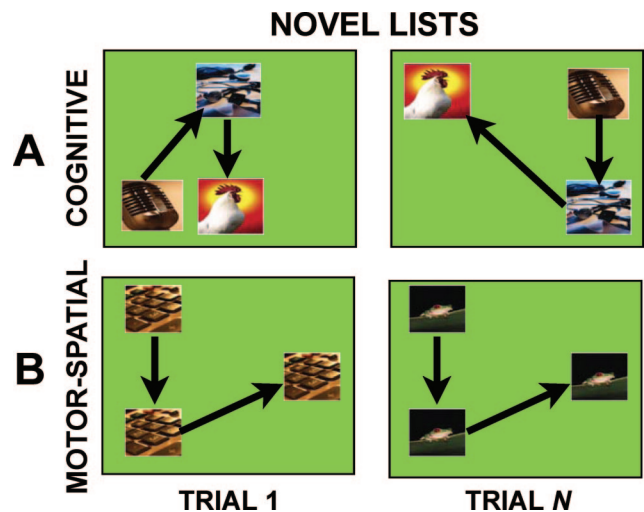 NOVEL LISTS
A
COGNITIVE
B
MOTOR-SPATIAL
TRIAL 1
TRIAL N